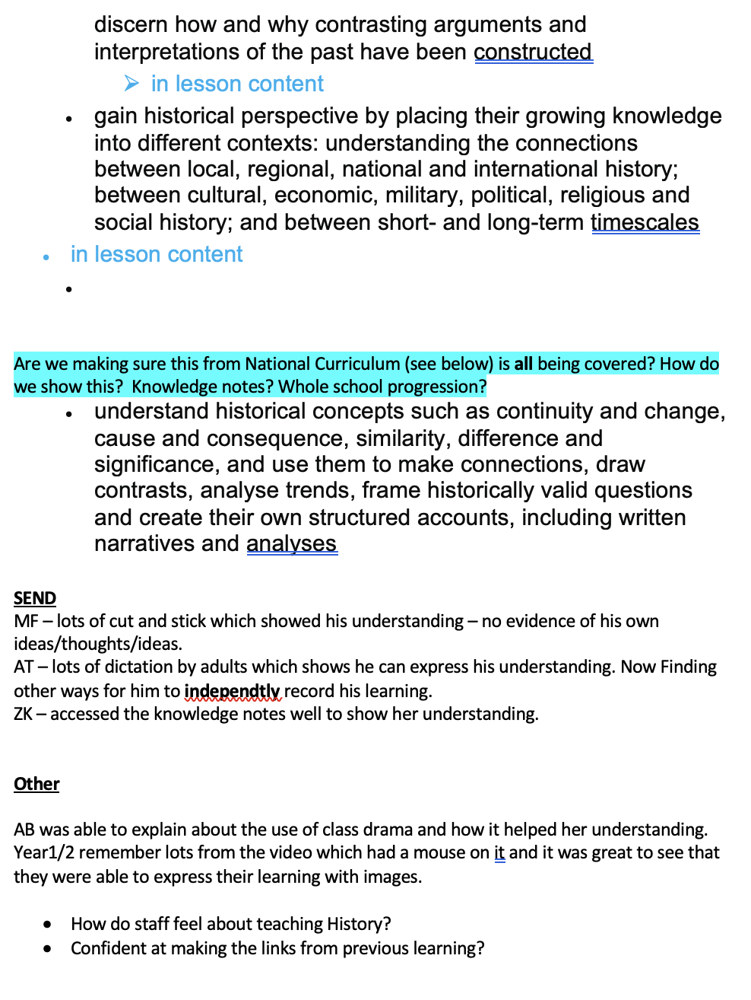 discern how and why contrasting arguments and
interpretations of the past have been constructed
➢ in lesson content
• gain historical perspective by placing their growing knowledge
into different contexts: understanding the connections
between local, regional, national and international history;
between cultural, economic, military, political, religious and
social history; and between short- and long-term timescales
• in lesson content
•
Are we making sure this from National Curriculum (see below) is all being covered? How do
we show this?  Knowledge notes? Whole school progression?
• understand historical concepts such as continuity and change,
cause and consequence, similarity, difference and
significance, and use them to make connections, draw
contrasts, analyse trends, frame historically valid questions
and create their own structured accounts, including written
narratives and analyses
SEND
MF – lots of cut and stick which showed his understanding – no evidence of his own
ideas/thoughts/ideas.
AT – lots of dictation by adults which shows he can express his understanding. Now Finding
other ways for him to independtly record his learning.
ZK – accessed the knowledge notes well to show her understanding.
Other
AB was able to explain about the use of class drama and how it helped her understanding.
Year1/2 remember lots from the video which had a mouse on it and it was great to see that
they were able to express their learning with images.
• How do staff feel about teaching History?
• Confident at making the links from previous learning?